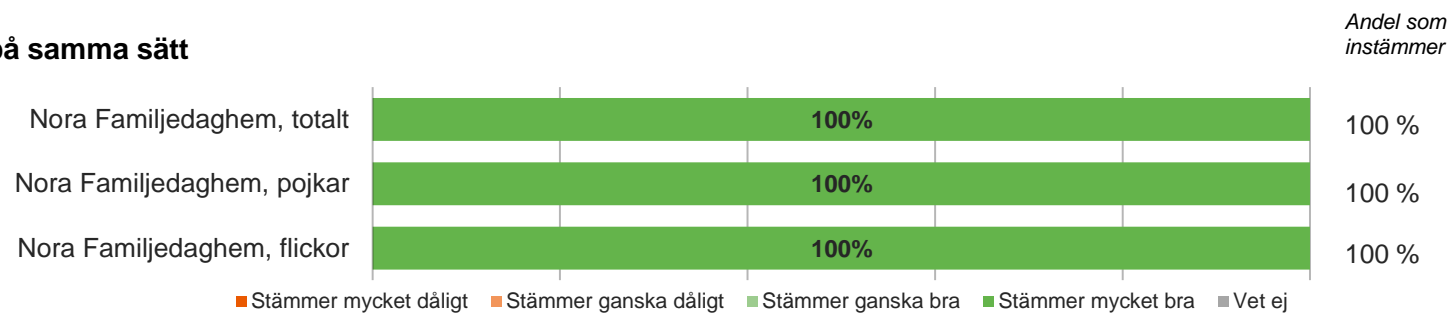 Andel som
instämmer
på samma sätt
Nora Familjedaghem, totalt 100% 100 %
Nora Familjedaghem, pojkar 100% 100 %
Nora Familjedaghem, flickor 100% 100 %
Stämmer mycket dåligt Stämmer ganska dåligt Stämmer ganska bra Stämmer mycket bra Vet ej